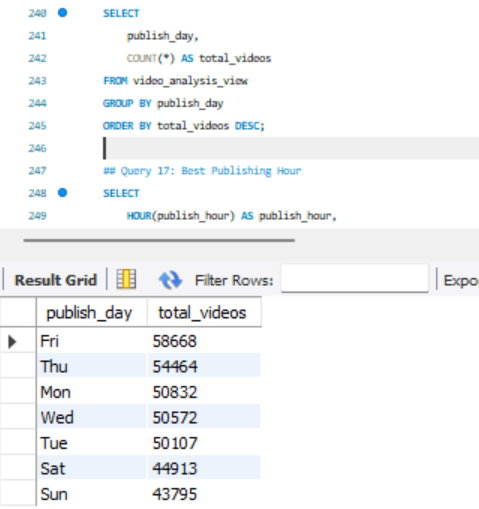 240 SELECT
241 publish_day,
242 COUNT(*) AS total_videos
243 FROM video_analysis_view
244 GROUP BY publish_day
245 ORDER BY total_videos DESC;
246
247 ## Query 17: Best Publishing Hour
248 SELECT
249 HOUR(publish_hour) AS publish_hour,
Result Grid Filter Rows: Expo
publish_day total_videos
Fri 58668
Thu 54464
Mon 50832
Wed 50572
Tue 50107
Sat 44913
Sun 43795